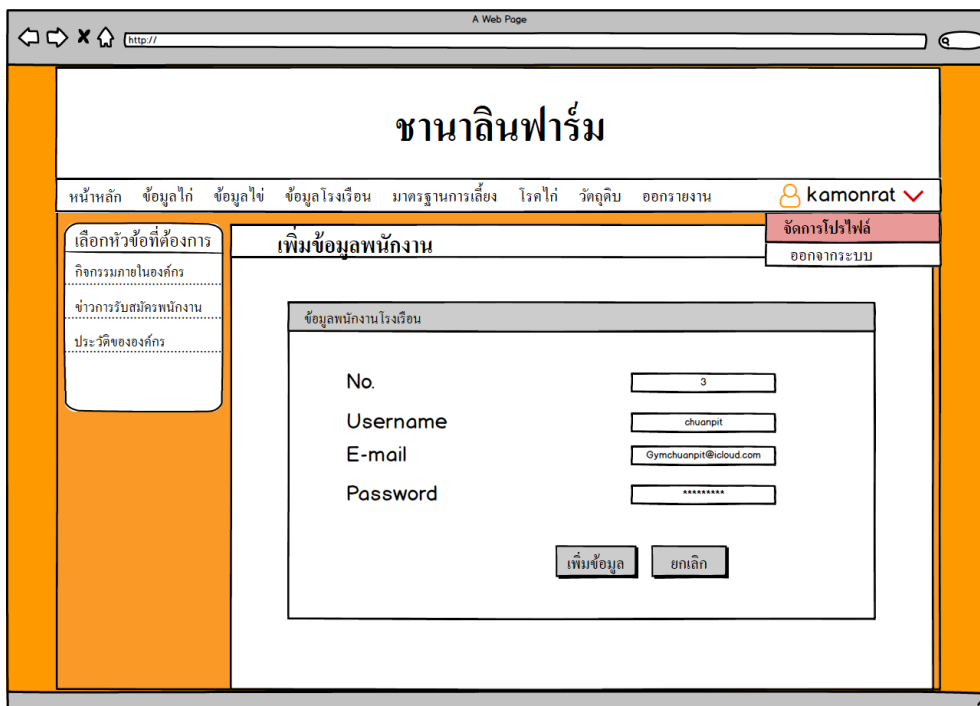 A Web Page
http://
ชานาลินฟาร์ม
หน้าหลัก ข้อมูลไก่ ข้อมูลไข่ ข้อมูลโรงเรือน มาตรฐานการเลี้ยง โรคไก่ วัตถุดิบ ออกรายงาน kamonrat
จัดการโปรไฟล์
ออกจากระบบ
เลือกหัวข้อที่ต้องการ
กิจกรรมภายในองค์กร
ข่าวการรับสมัครพนักงาน
ประวัติขององค์กร
เพิ่มข้อมูลพนักงาน
ข้อมูลพนักงานโรงเรือน
No. 3
Username chuanpit
E-mail Gymchuanpit@icloud.com
Password *********
เพิ่มข้อมูล ยกเลิก